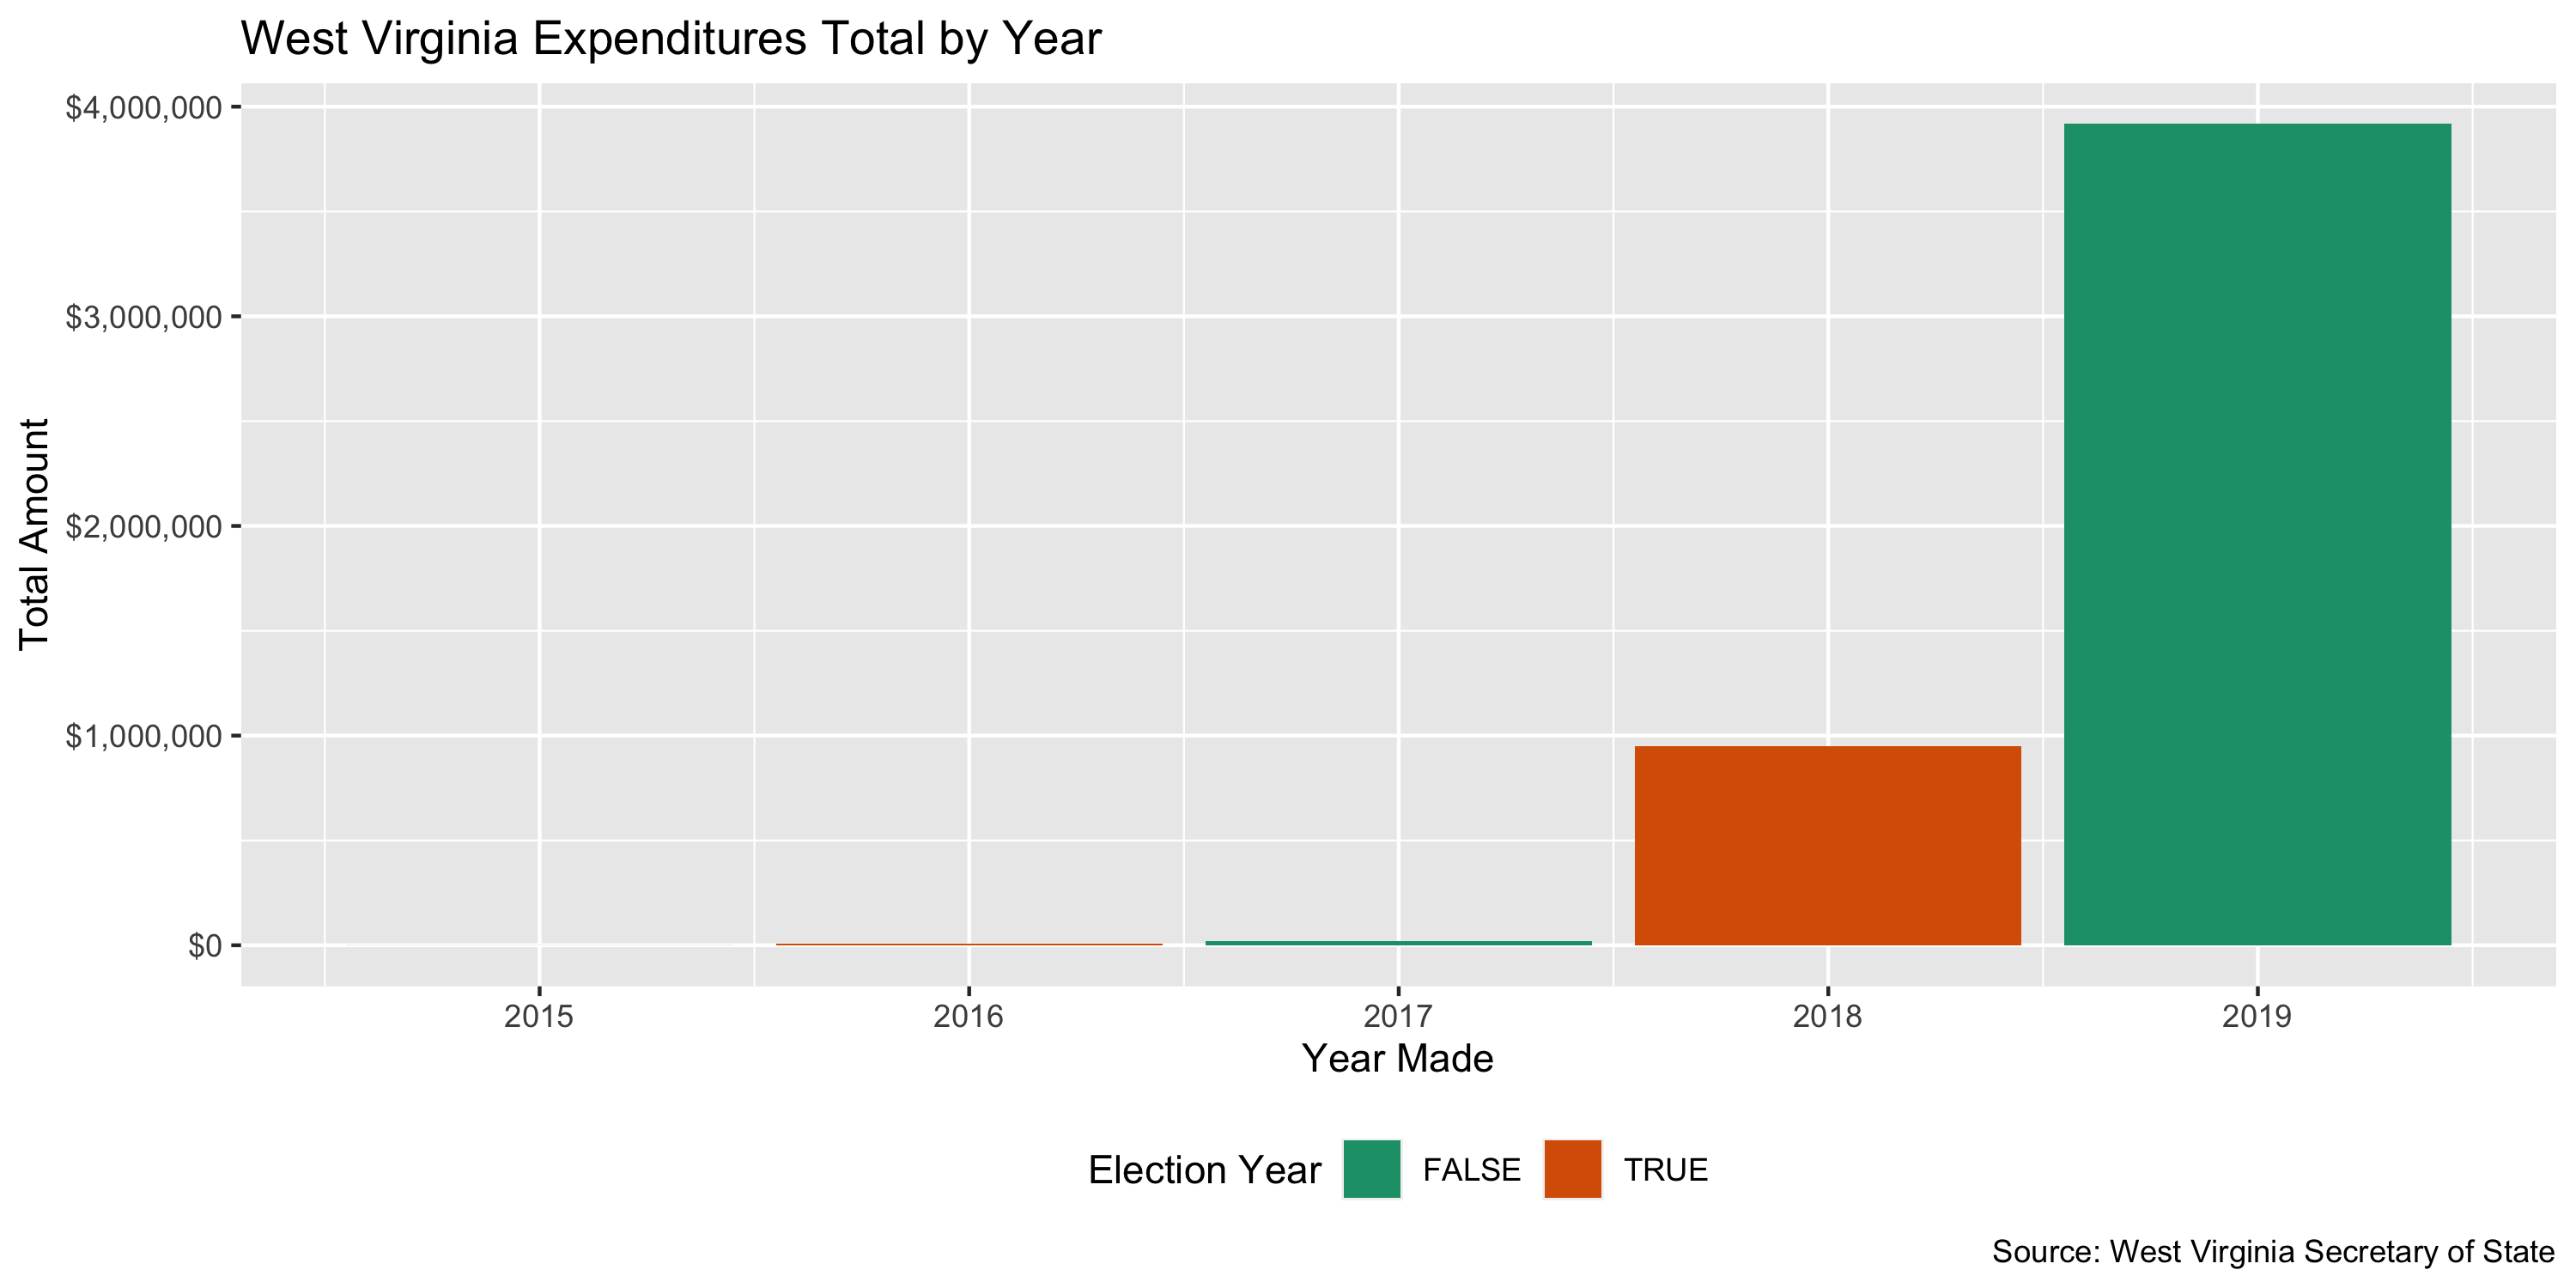 West Virginia Expenditures Total by Year
Total Amount
$4,000,000
$3,000,000
$2,000,000
$1,000,000
$0
2015 2016 2017 2018 2019
Year Made
Election Year FALSE TRUE
Source: West Virginia Secretary of State